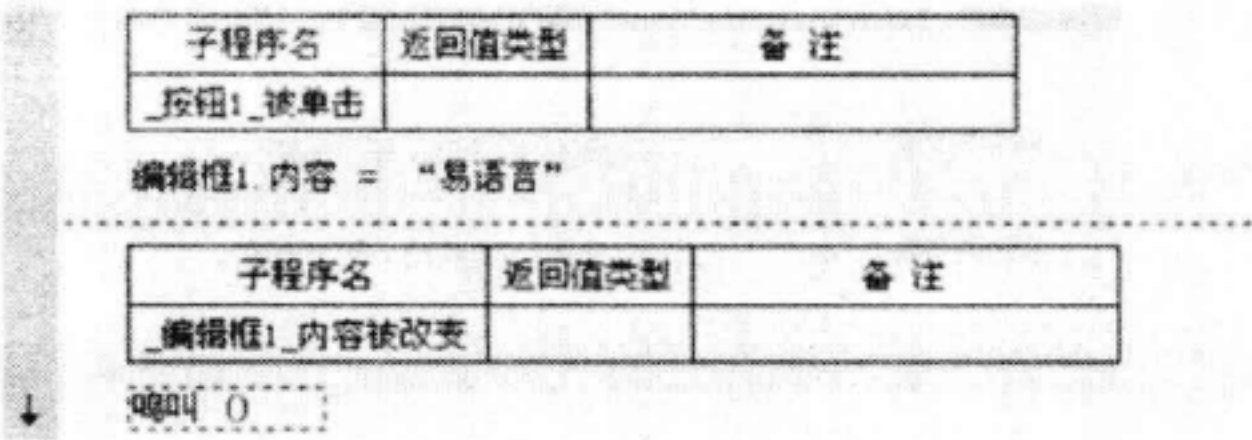 子程序名 返回值类型 备 注
_按钮1_被单击
编辑框1.内容 = “易语言”
子程序名 返回值类型 备 注
_编辑框1_内容被改变
↓ 鸣叫 ()